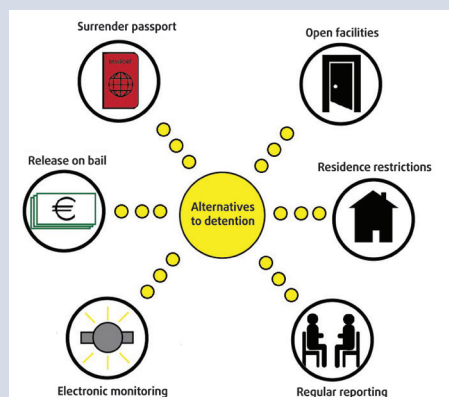 Surrender passport
Open facilities
Release on bail
€
Alternatives
to detention
Residence restrictions
Electronic monitoring
Regular reporting